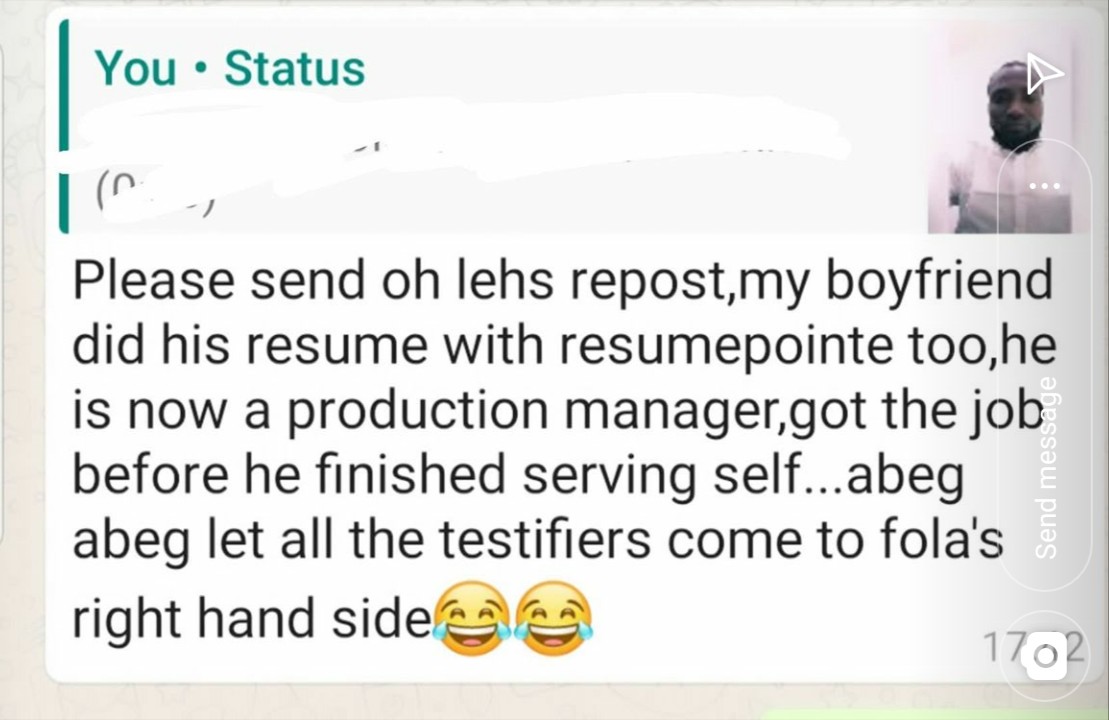 You • Status
Please send oh lehs repost,my boyfriend
did his resume with resumepointe too,he
is now a production manager,got the job
before he finished serving self...abeg
abeg let all the testifiers come to fola's
right hand side😂😂
Send message